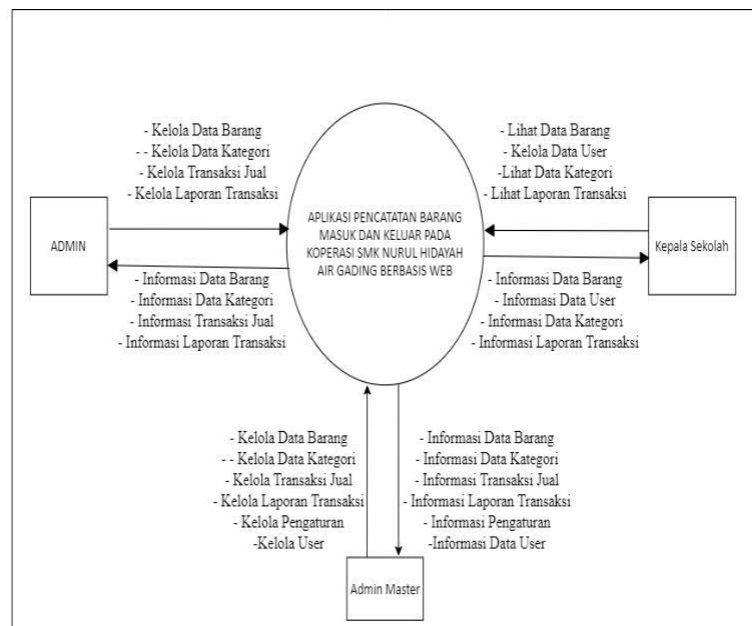 - Kelola Data Barang
- - Kelola Data Kategori
- Kelola Transaksi Jual
- Kelola Laporan Transaksi
ADMIN
- Informasi Data Barang
- Informasi Data Kategori
- Informasi Transaksi Jual
- Informasi Laporan Transaksi
APLIKASI PENCATATAN BARANG
MASUK DAN KELUAR PADA
KOPERASI SMK NURUL HIDAYAH
AIR GADING BERBASIS WEB
- Lihat Data Barang
- Kelola Data User
-Lihat Data Kategori
- Lihat Laporan Transaksi
Kepala Sekolah
- Informasi Data Barang
- Informasi Data User
- Informasi Data Kategori
- Informasi Laporan Transaksi
- Kelola Data Barang
- - Kelola Data Kategori
- Kelola Transaksi Jual
- Kelola Laporan Transaksi
- Kelola Pengaturan
-Kelola User
- Informasi Data Barang
- Informasi Data Kategori
- Informasi Transaksi Jual
- Informasi Laporan Transaksi
- Informasi Pengaturan
-Informasi Data User
Admin Master